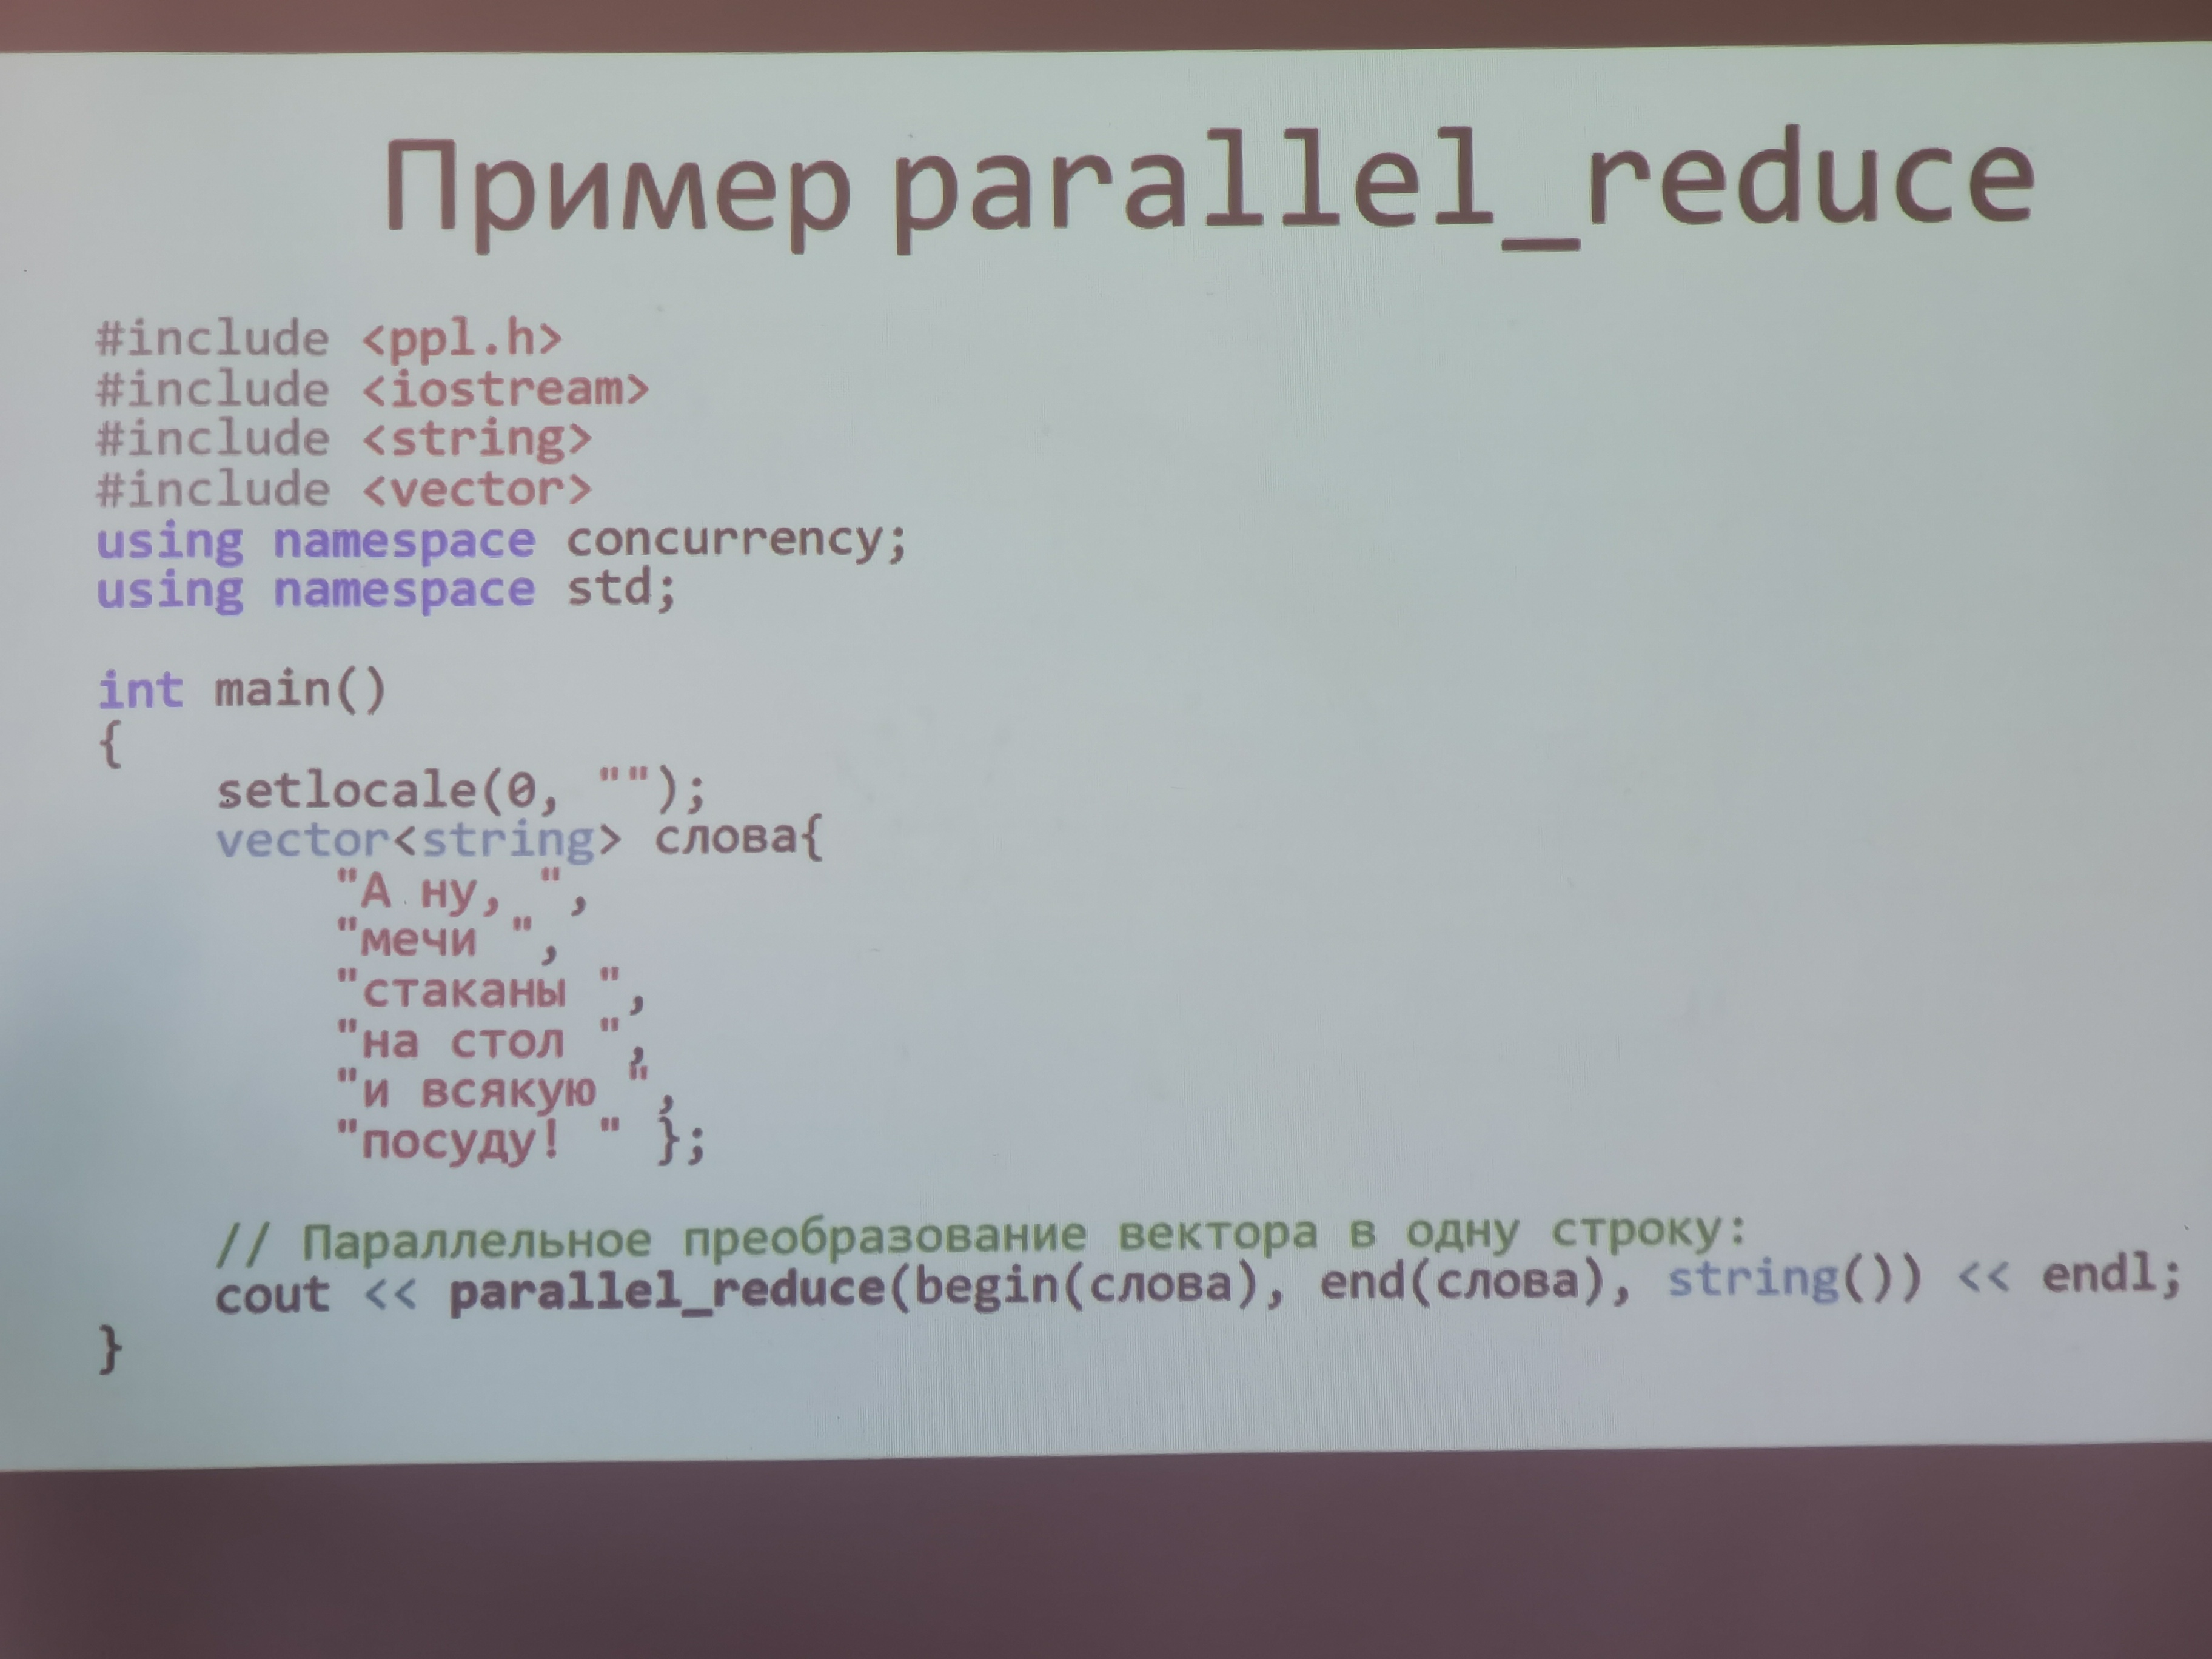 Пример parallel_reduce
#include <ppl.h>
#include <iostream>
#include <string>
#include <vector>
using namespace concurrency;
using namespace std;
int main()
{
setlocale(0, "");
vector<string> слова{
"А ну, ",
"мечи ",
"стаканы ",
"на стол ",
"и всякую ",
"посуду! " };
// Параллельное преобразование вектора в одну строку:
cout << parallel_reduce(begin(слова), end(слова), string()) << endl;
}